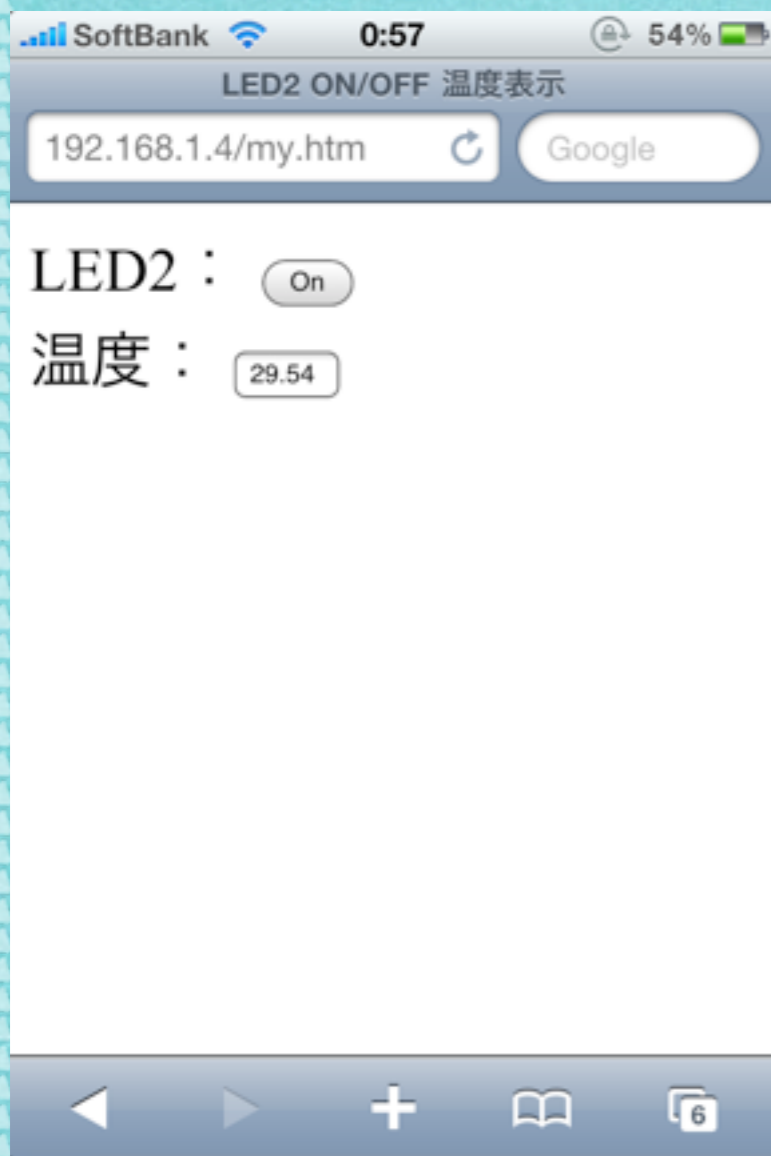 SoftBank 0:57 54%
LED2 ON/OFF 温度表示
192.168.1.4/my.htm Google
LED2： On
温度： 29.54
6